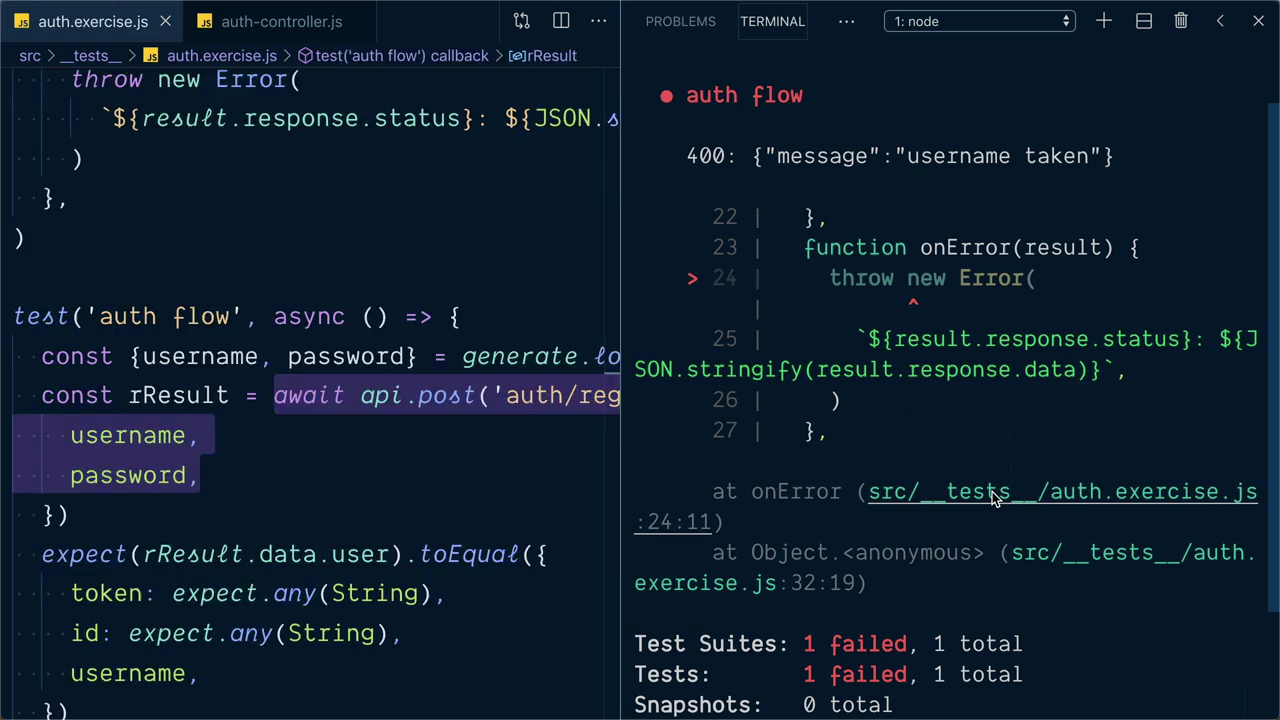 JS auth.exercise.js
JS auth-controller.js
src › __tests__ › JS auth.exercise.js › test('auth flow') callback › rResult
throw new Error(
`${result.response.status}: ${JSON.s
)
},
)
test('auth flow', async () => {
const {username, password} = generate.lo
const rResult = await api.post('auth/reg
username,
password,
})
expect(rResult.data.user).toEqual({
token: expect.any(String),
id: expect.any(String),
username,
})
PROBLEMS TERMINAL ··· 1: node
● auth flow
400: {"message":"username taken"}
22 | },
23 | function onError(result) {
> 24 | throw new Error(
| ^
25 | `${result.response.status}: ${J
SON.stringify(result.response.data)}`,
26 | )
27 | },
at onError (src/__tests__/auth.exercise.js
:24:11)
at Object.<anonymous> (src/__tests__/auth.
exercise.js:32:19)
Test Suites: 1 failed, 1 total
Tests: 1 failed, 1 total
Snapshots: 0 total